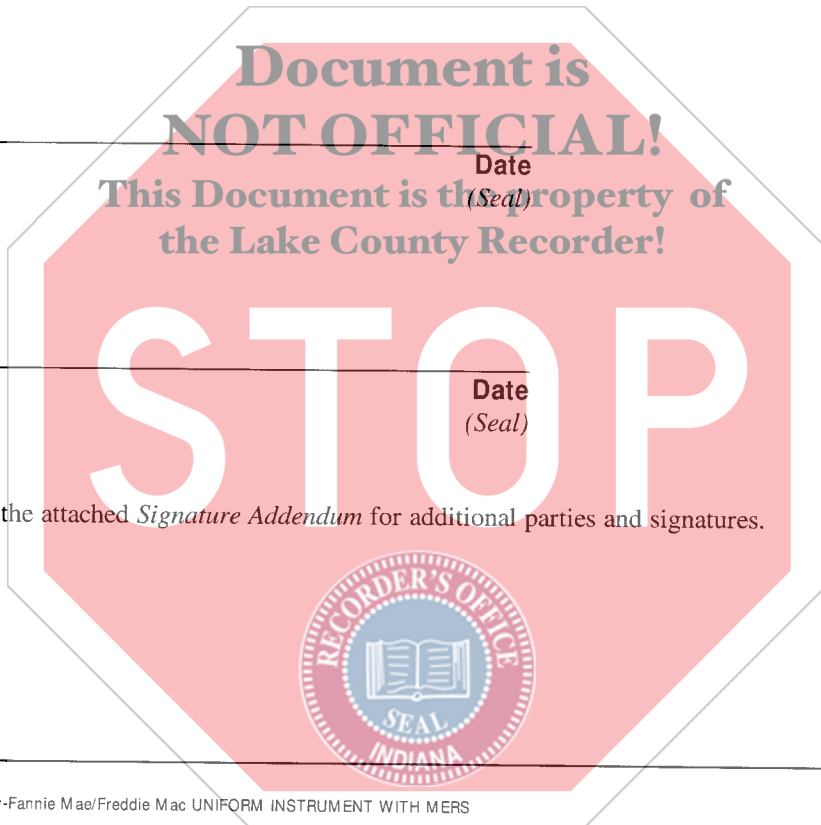 Document is
NOT OFFICIAL!
Date
This Document is the property of
(Seal)
the Lake County Recorder!
STOP
Date
(Seal)
the attached Signature Addendum for additional parties and signatures.
RECORDER'S OFFICE
SEAL
INDIANA
-Fannie Mae/Freddie Mac UNIFORM INSTRUMENT WITH MERS